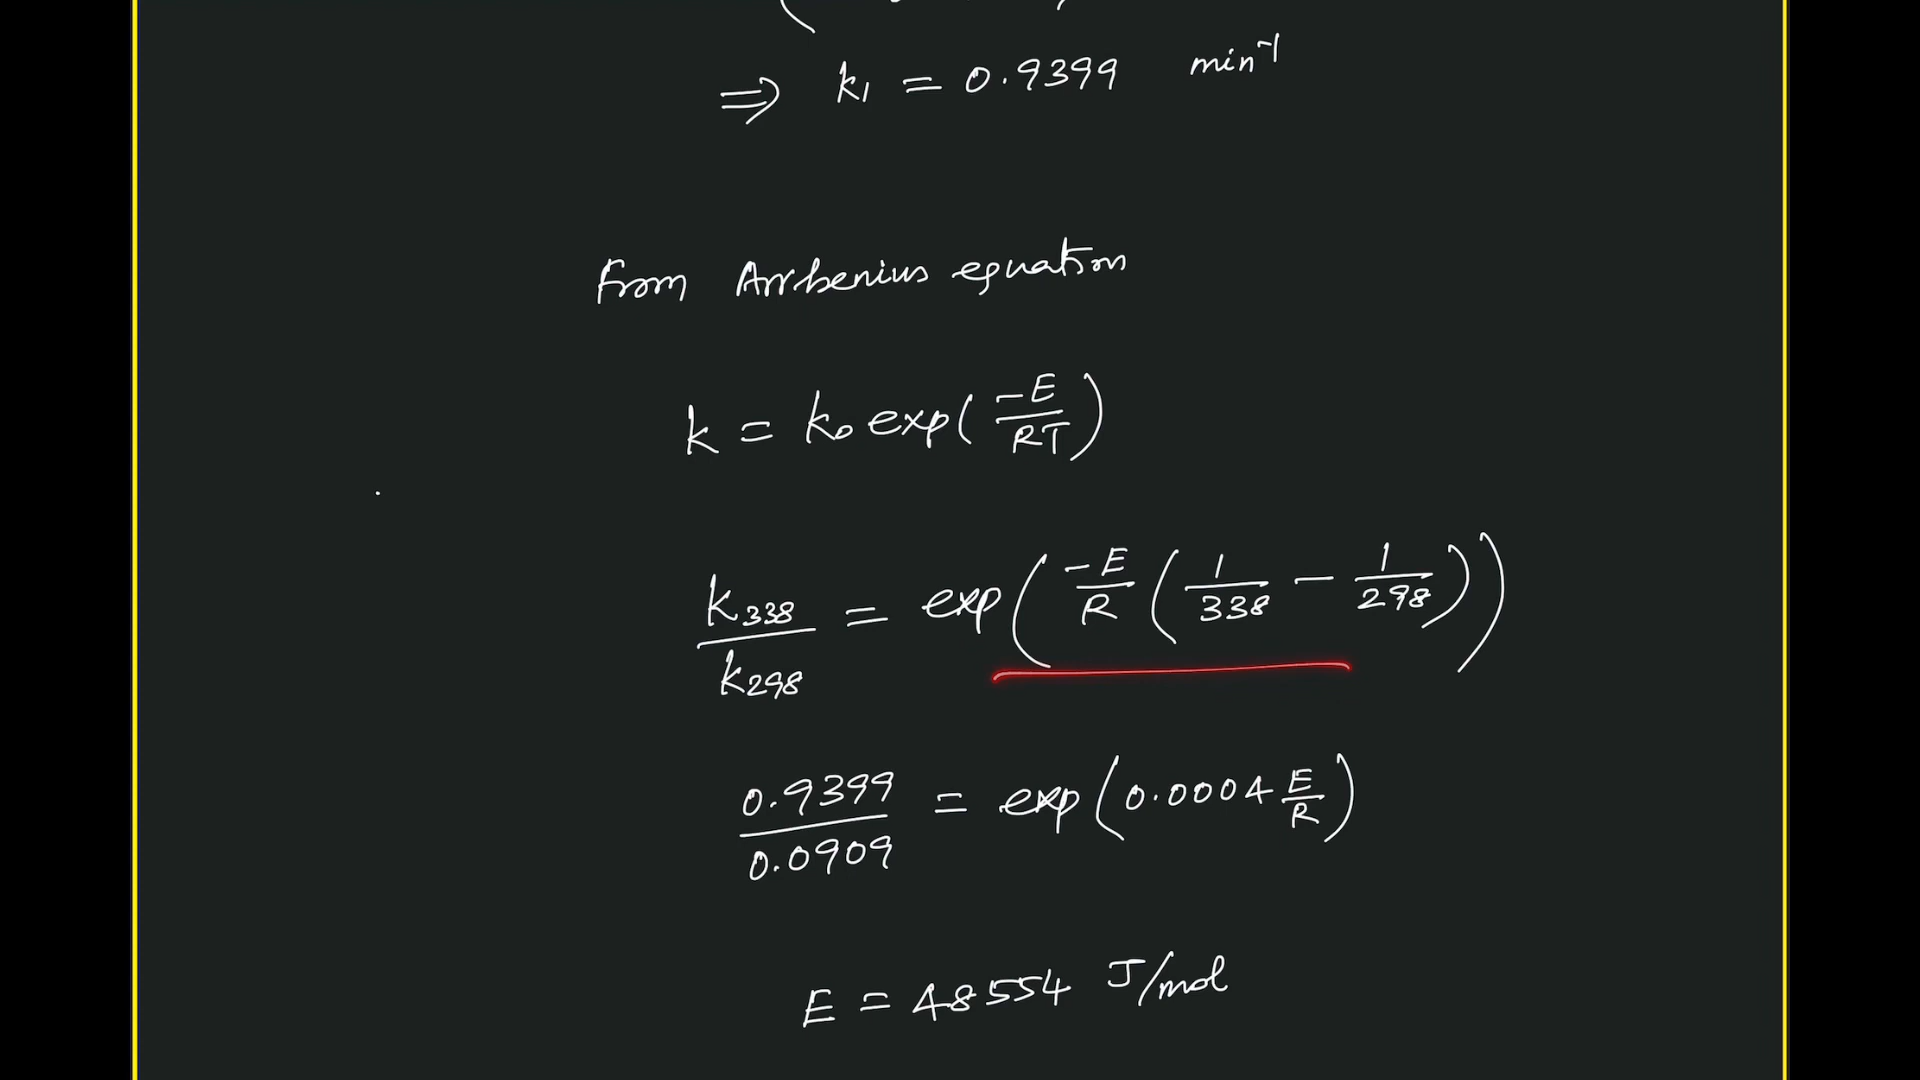 ⇒ k₁ = 0.9399 min⁻¹
From Arrhenius equation
k = k₀ exp(-E/RT)
k₃₃₈/k₂₉₈ = exp(-E/R (1/338 - 1/298))
0.9399/0.0909 = exp(0.0004 E/R)
E = 48554 J/mol